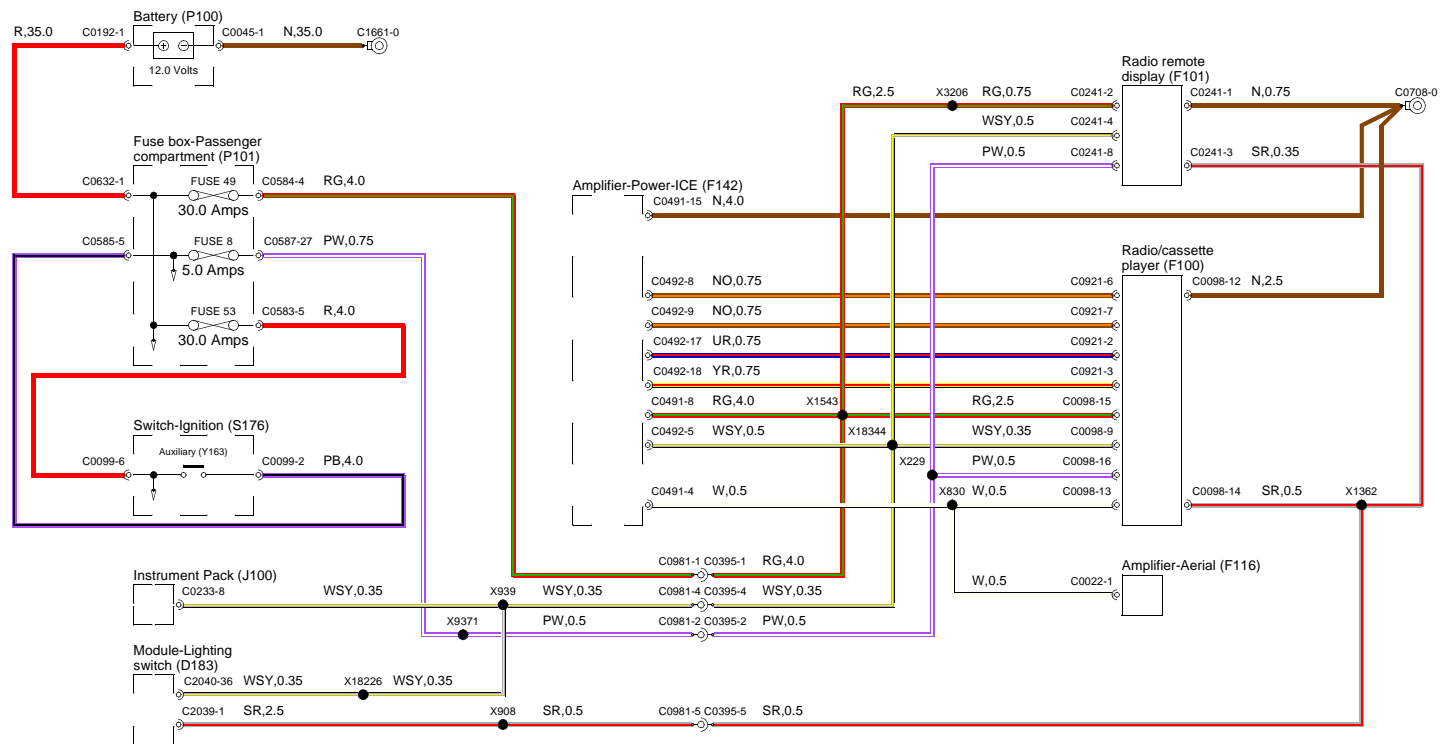 Battery (P100)
R,35.0
C0192-1
C0045-1
N,35.0
C1661-0
12.0 Volts
Radio remote
display (F101)
RG,2.5
X3206
RG,0.75
C0241-2
C0241-1
N,0.75
C0708-0
WSY,0.5
C0241-4
PW,0.5
C0241-8
C0241-3
SR,0.35
Fuse box-Passenger
compartment (P101)
C0632-1
FUSE 49
C0584-4
RG,4.0
30.0 Amps
Amplifier-Power-ICE (F142)
C0491-15
N,4.0
C0585-5
FUSE 8
C0587-27
PW,0.75
5.0 Amps
Radio/cassette
player (F100)
C0492-8
NO,0.75
C0921-6
C0098-12
N,2.5
FUSE 53
C0583-5
R,4.0
30.0 Amps
C0492-9
NO,0.75
C0921-7
C0492-17
UR,0.75
C0921-2
C0492-18
YR,0.75
C0921-3
C0491-8
RG,4.0
X1543
RG,2.5
C0098-15
Switch-Ignition (S176)
C0492-5
WSY,0.5
X18344
WSY,0.35
C0098-9
Auxiliary (Y163)
C0099-6
C0099-2
PB,4.0
X229
PW,0.5
C0098-16
C0491-4
W,0.5
X830
W,0.5
C0098-13
C0098-14
SR,0.5
X1362
C0981-1
C0395-1
RG,4.0
Amplifier-Aerial (F116)
Instrument Pack (J100)
W,0.5
C0022-1
C0233-8
WSY,0.35
X939
WSY,0.35
C0981-4
C0395-4
WSY,0.35
X9371
PW,0.5
C0981-2
C0395-2
PW,0.5
Module-Lighting
switch (D183)
C2040-36
WSY,0.35
X18226
WSY,0.35
C2039-1
SR,2.5
X908
SR,0.5
C0981-5
C0395-5
SR,0.5